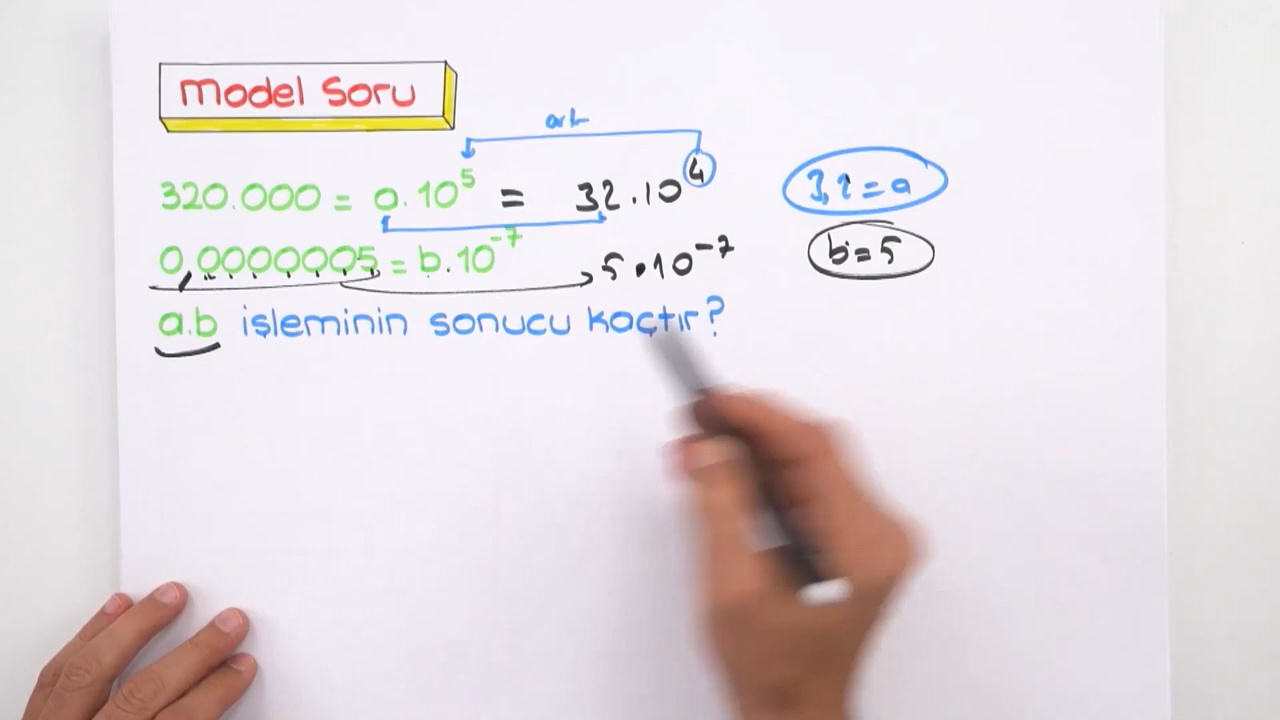 Model Soru
art
320.000 = a.10⁵ = 32.10⁴ 3,2 = a
0,0000005 = b.10⁻⁷ 5.10⁻⁷ b = 5
a.b işleminin sonucu kaçtır?